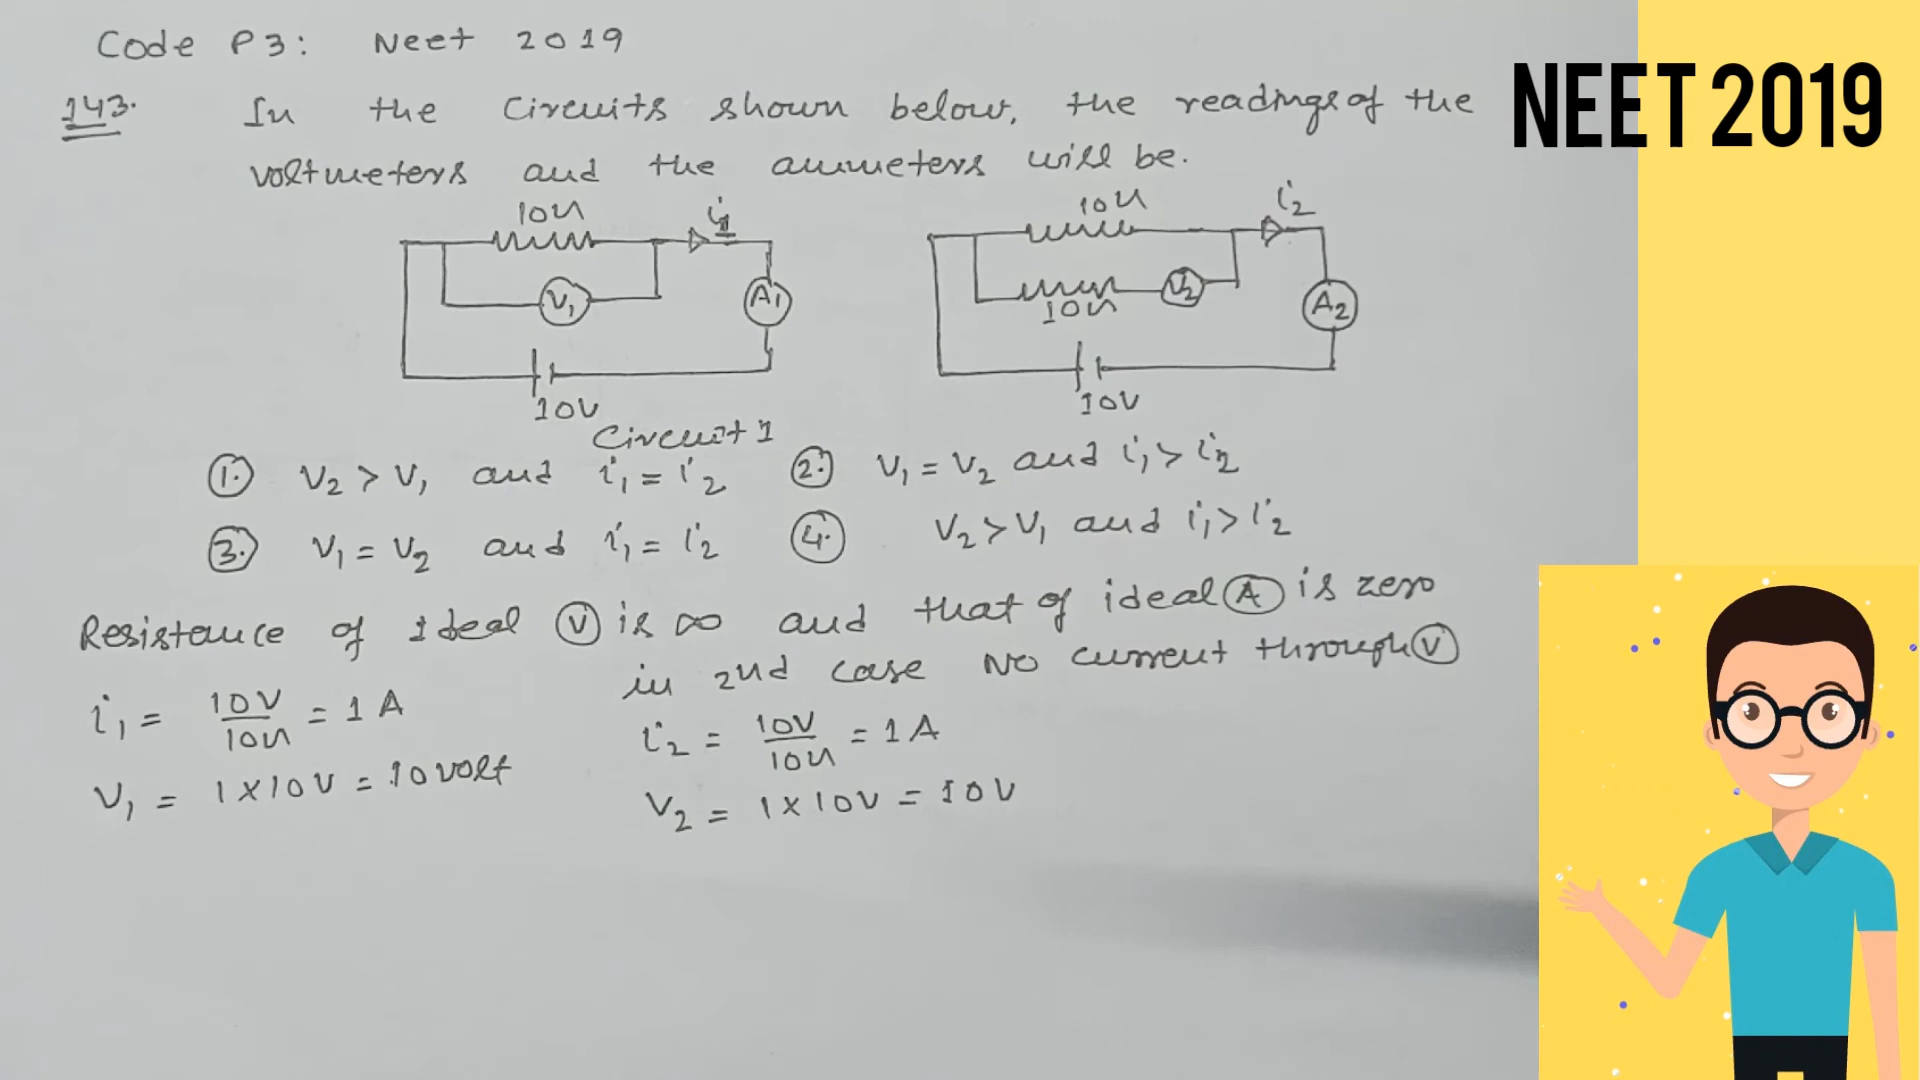 Code P3: Neet 2019
NEET 2019
143. In the circuits shown below, the readings of the
voltmeters and the ammeters will be.
10Ω i1
V1 A1
10V
Circuit 1
10Ω i2
10Ω V2 A2
10V
1. V2 > V1 and i1 = i2 2. V1 = V2 and i1 > i2
3. V1 = V2 and i1 = i2 4. V2 > V1 and i1 > i2
Resistance of ideal V is ∞ and that of ideal A is zero
in 2nd case No current through V
i1 = 10V/10Ω = 1 A
V1 = 1 x 10V = 10 volt
i2 = 10V/10Ω = 1 A
V2 = 1 x 10V = 10V